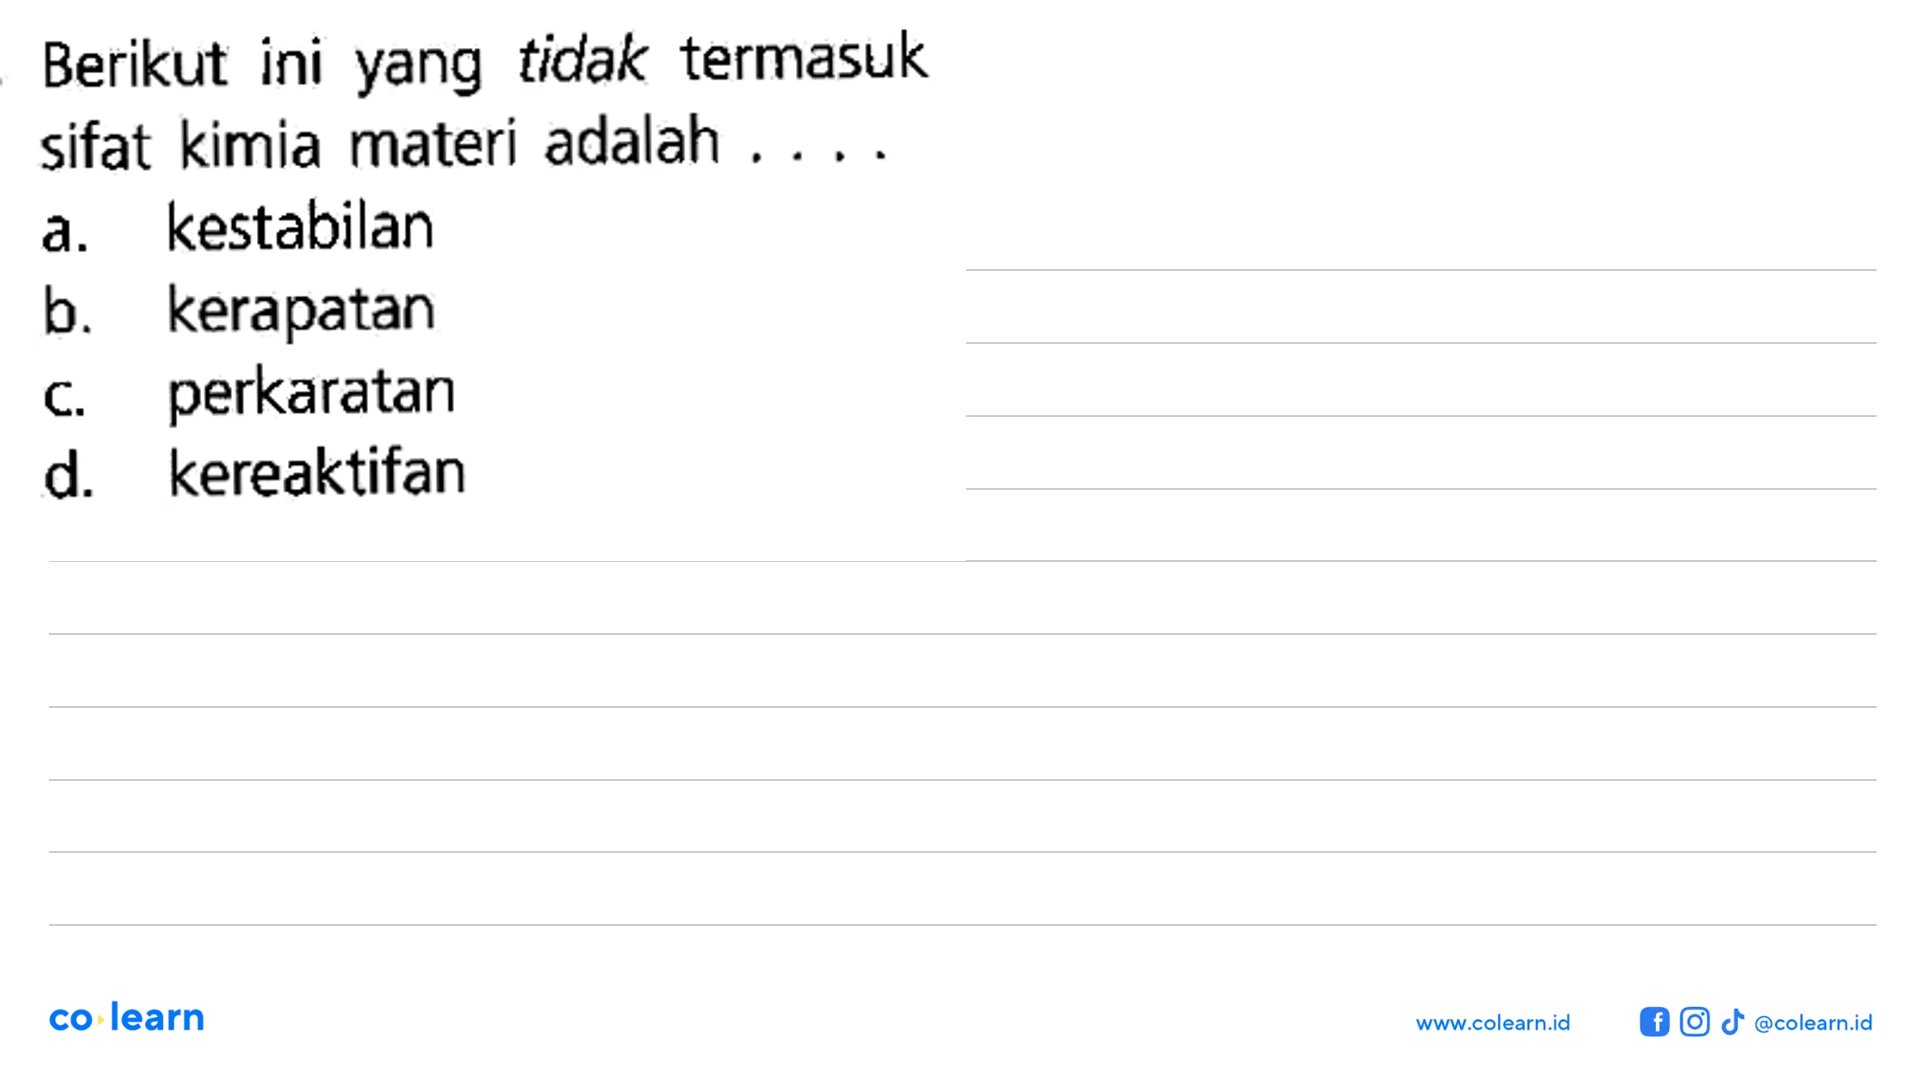 Berikut ini yang tidak termasuk
sifat kimia materi adalah . . . .
a. kestabilan
b. kerapatan
c. perkaratan
d. kereaktifan
co learn
www.colearn.id @colearn.id